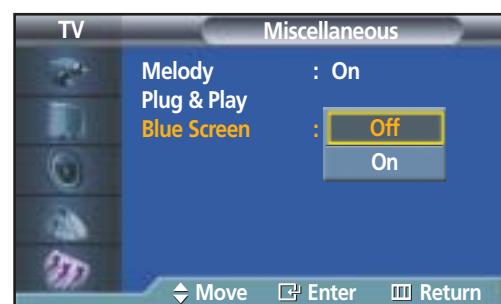 TV Miscellaneous
Melody : On
Plug & Play
Blue Screen : Off
On
Move Enter Return